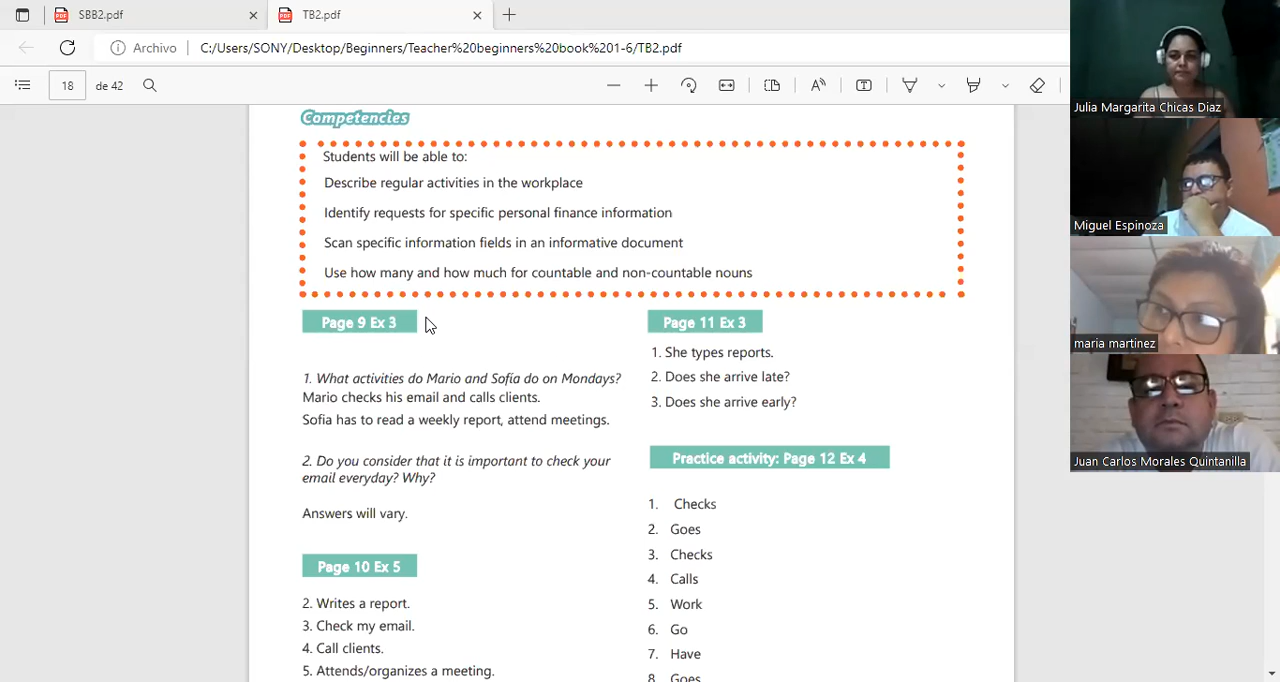 SBB2.pdf
TB2.pdf
Archivo
C:/Users/SONY/Desktop/Beginners/Teacher%20beginners%20book%201-6/TB2.pdf
18
de 42
Competencies
Students will be able to:
Describe regular activities in the workplace
Identify requests for specific personal finance information
Scan specific information fields in an informative document
Use how many and how much for countable and non-countable nouns
Page 9 Ex 3
1. What activities do Mario and Sofía do on Mondays?
Mario checks his email and calls clients.
Sofia has to read a weekly report, attend meetings.
2. Do you consider that it is important to check your
email everyday? Why?
Answers will vary.
Page 10 Ex 5
2. Writes a report.
3. Check my email.
4. Call clients.
5. Attends/organizes a meeting.
Page 11 Ex 3
1. She types reports.
2. Does she arrive late?
3. Does she arrive early?
Practice activity: Page 12 Ex 4
1. Checks
2. Goes
3. Checks
4. Calls
5. Work
6. Go
7. Have
8. Goes
Julia Margarita Chicas Diaz
Miguel Espinoza
maria martinez
Juan Carlos Morales Quintanilla